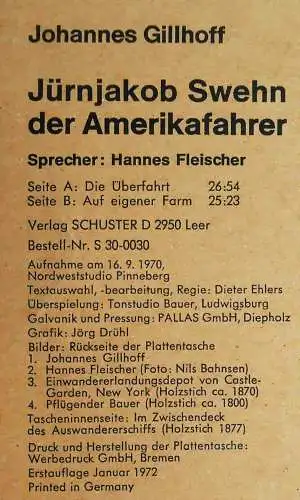 Johannes Gillhoff
Jürnjakob Swehn
der Amerikafahrer
Sprecher: Hannes Fleischer
Seite A: Die Überfahrt 26:54
Seite B: Auf eigener Farm 25:23
Verlag SCHUSTER D 2950 Leer
Bestell-Nr. S 30-0030
Aufnahme am 16. 9. 1970,
Nordweststudio Pinneberg
Textauswahl, -bearbeitung, Regie: Dieter Ehlers
Überspielung: Tonstudio Bauer, Ludwigsburg
Galvanik und Pressung: PALLAS GmbH, Diepholz
Grafik: Jörg Drühl
Bilder: Rückseite der Plattentasche
1. Johannes Gillhoff
2. Hannes Fleischer (Foto: Nils Bahnsen)
3. Einwandererlandungsdepot von Castle-
Garden, New York (Holzstich ca. 1870)
4. Pflügender Bauer (Holzstich ca. 1800)
Tascheninnenseite: Im Zwischendeck
des Auswandererschiffs (Holzstich 1877)
Druck und Herstellung der Plattentasche:
Werbedruck GmbH, Bremen
Erstauflage Januar 1972
Printed in Germany